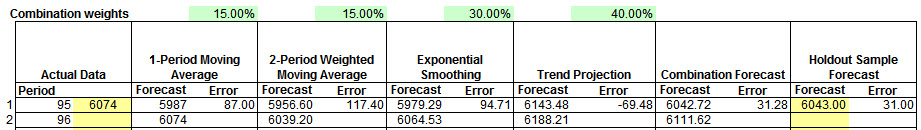 Combination weights 15.00% 15.00% 30.00% 40.00%
1-Period Moving 2-Period Weighted Exponential Holdout Sample
Actual Data Average Moving Average Smoothing Trend Projection Combination Forecast Forecast
Period Forecast Error Forecast Error Forecast Error Forecast Error Forecast Error Forecast Error
1 95 6074 5987 87.00 5956.60 117.40 5979.29 94.71 6143.48 -69.48 6042.72 31.28 6043.00 31.00
2 96 6074 6039.20 6064.53 6188.21 6111.62